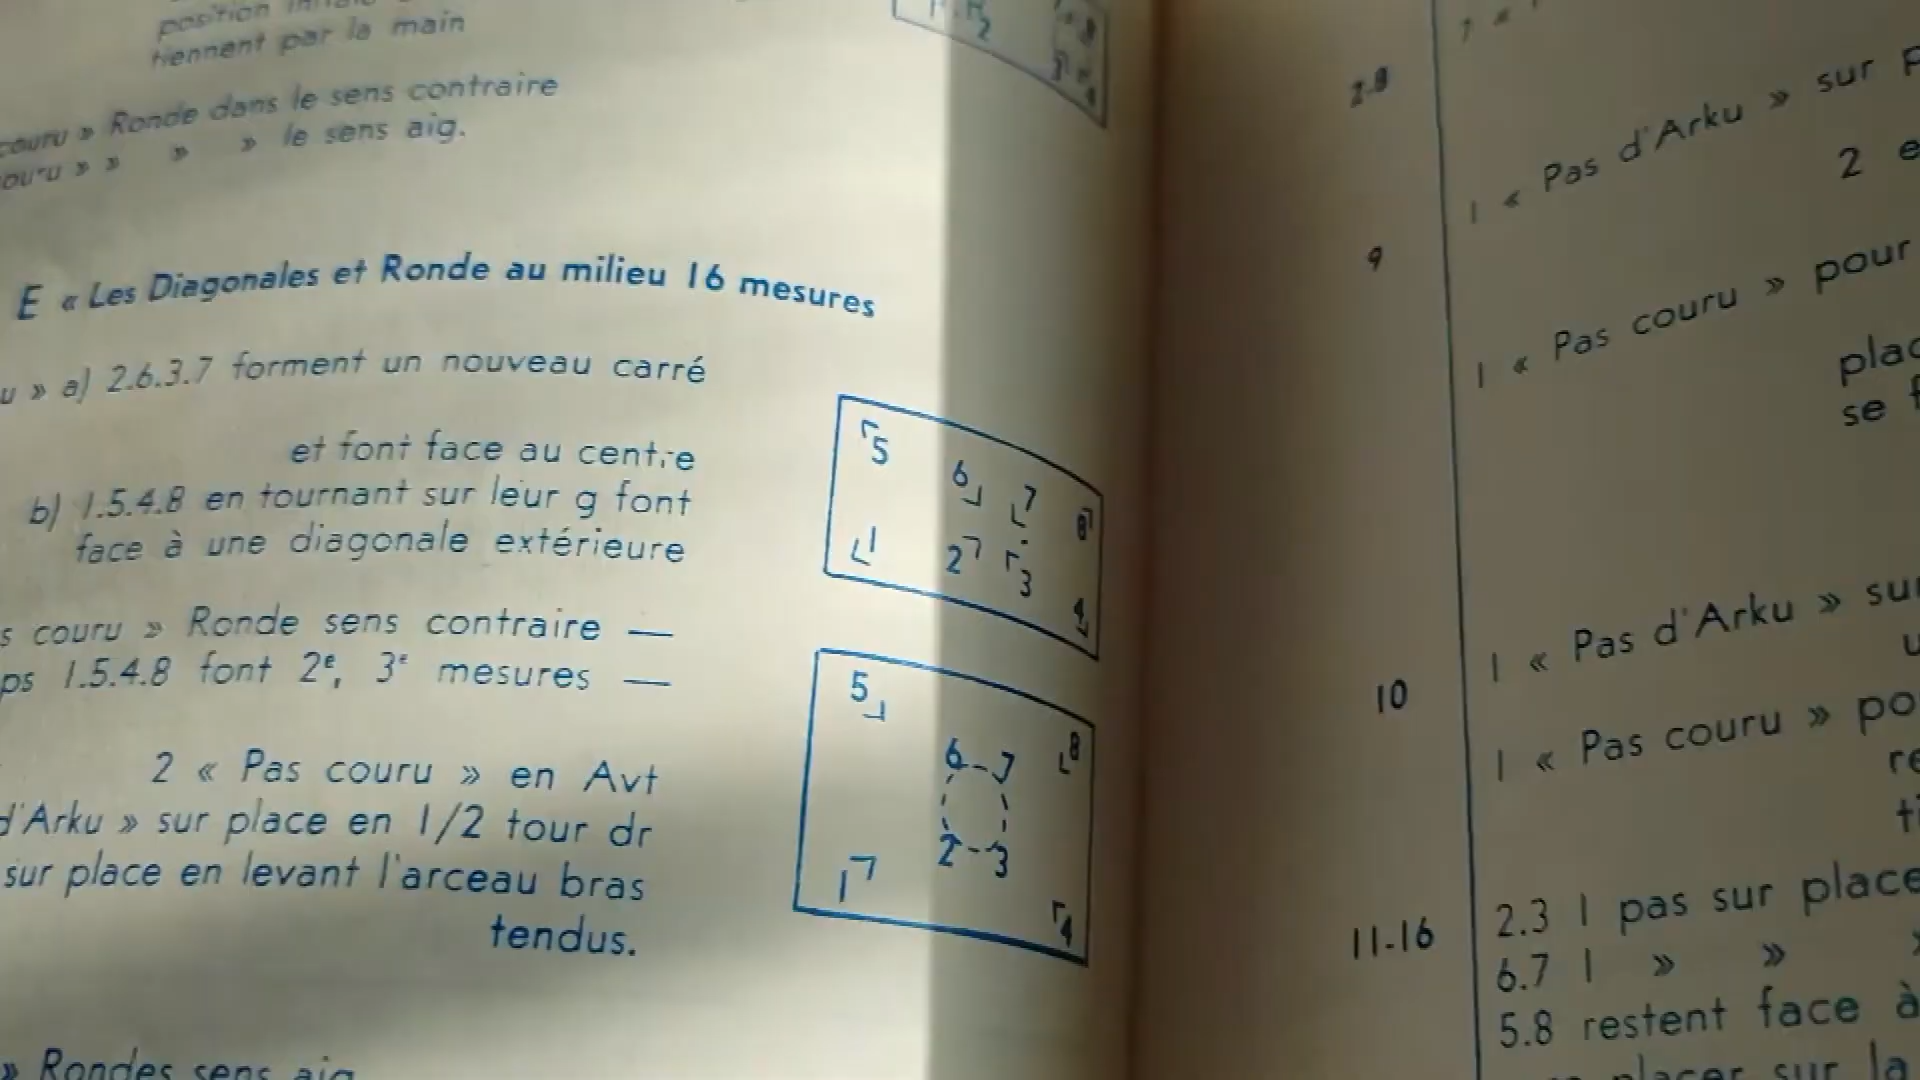 position
tiennent par la main
couru » Ronde dans le sens contraire
» » » le sens aig.
E « Les Diagonales et Ronde au milieu 16 mesures
u » a) 2.6.3.7 forment un nouveau carré
et font face au centre
b) 1.5.4.8 en tournant sur leur g font
face à une diagonale extérieure
s couru » Ronde sens contraire —
ps 1.5.4.8 font 2e, 3e mesures —
2 « Pas couru » en Avt
d'Arku » sur place en 1/2 tour dr
sur place en levant l'arceau bras
tendus.
» Rondes sens aig
5 6 7 8
1 2 3 4
5 8
6 7
2 3
1 4
2-8
1 « Pas d'Arku » sur p
2 e
9
1 « Pas couru » pour
plac
se f
1 « Pas d'Arku » sur
u
10
1 « Pas couru » po
re
ti
11-16
2.3 1 pas sur place
6.7 1 » »
5.8 restent face à
placer sur la